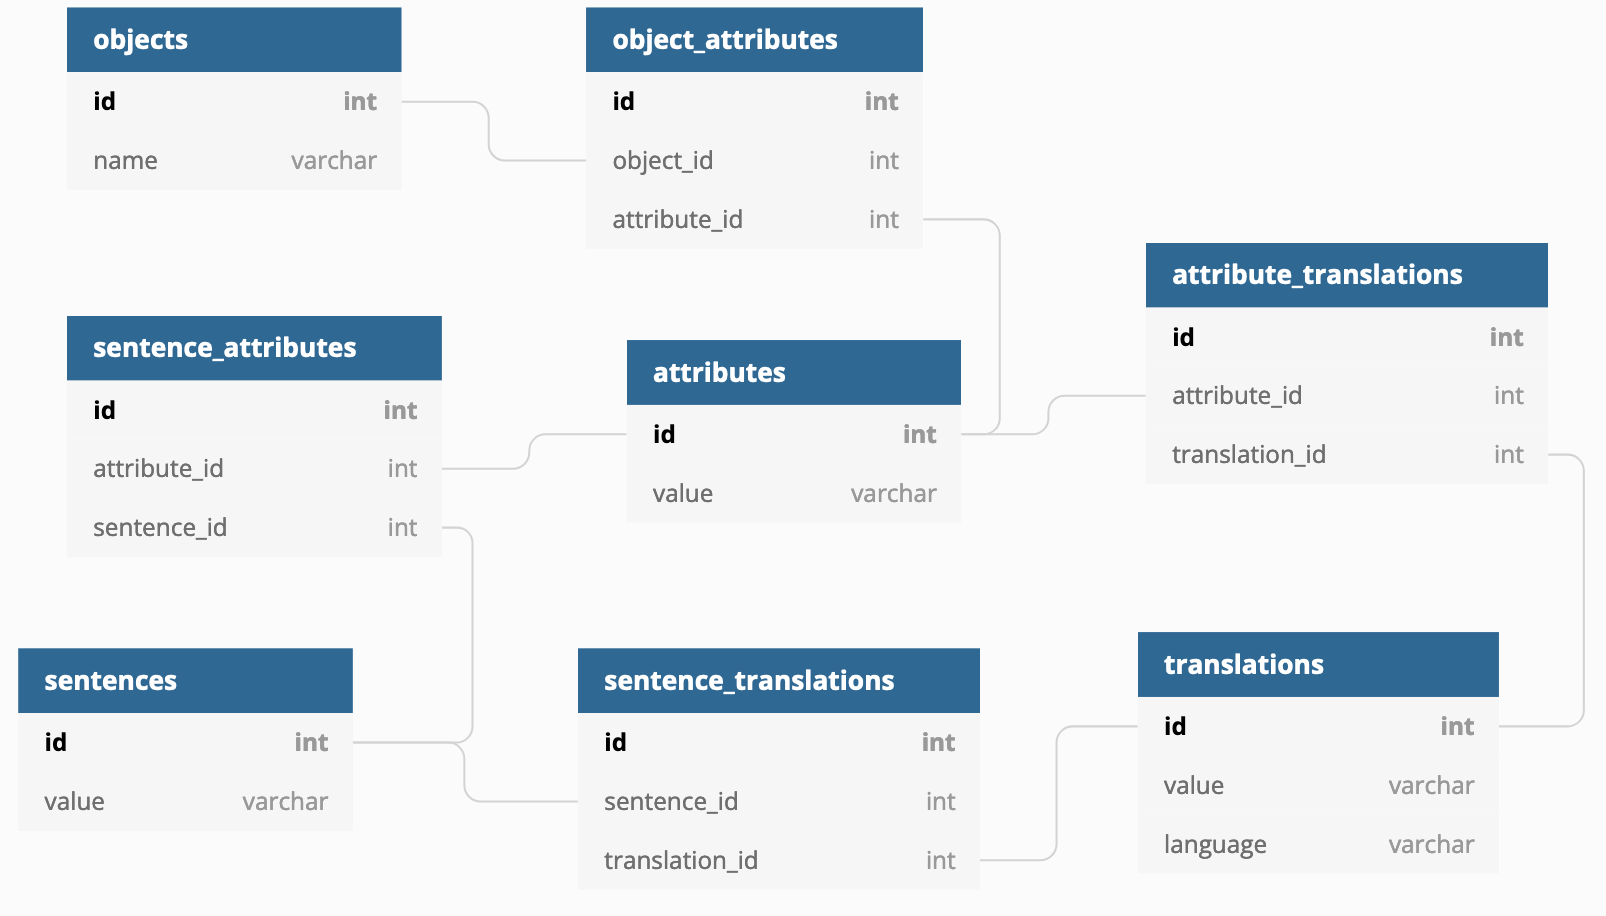 objects
id int
name varchar
object_attributes
id int
object_id int
attribute_id int
attribute_translations
id int
attribute_id int
translation_id int
sentence_attributes
id int
attribute_id int
sentence_id int
attributes
id int
value varchar
sentences
id int
value varchar
sentence_translations
id int
sentence_id int
translation_id int
translations
id int
value varchar
language varchar